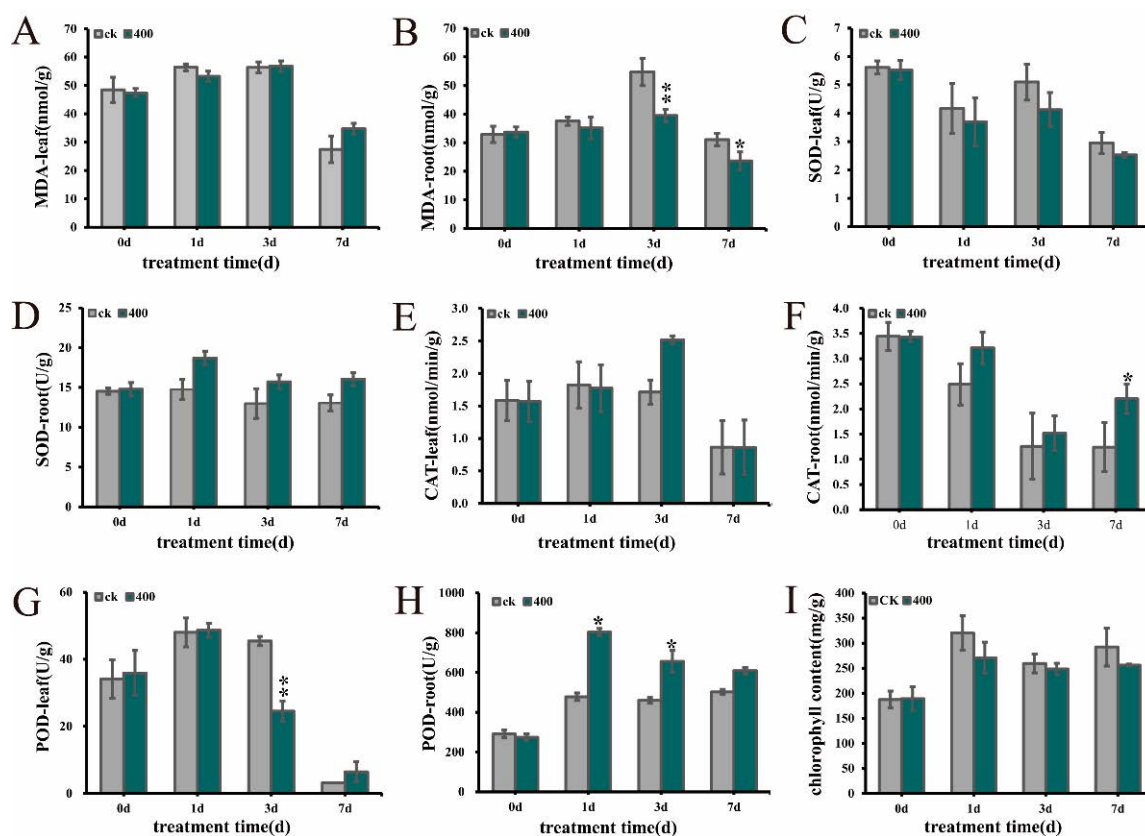 A
ck 400
MDA-leaf(nmol/g)
70
60
50
40
30
20
10
0
0d 1d 3d 7d
treatment time(d)
B
ck 400
MDA-root(nmol/g)
70
60
50
40
30
20
10
0
**
*
0d 1d 3d 7d
treatment time(d)
C
ck 400
SOD-leaf(U/g)
7
6
5
4
3
2
1
0
0d 1d 3d 7d
treatment time(d)
D
ck 400
SOD-root(U/g)
25
20
15
10
5
0
0d 1d 3d 7d
treatment time(d)
E
ck 400
CAT-leaf(nmol/min/g)
3.0
2.5
2.0
1.5
1.0
0.5
0.0
0d 1d 3d 7d
treatment time(d)
F
ck 400
CAT-root(nmol/min/g)
4.0
3.5
3.0
2.5
2.0
1.5
1.0
0.5
0.0
*
0d 1d 3d 7d
treatment time(d)
G
ck 400
POD-leaf(U/g)
60
40
20
0
**
0d 1d 3d 7d
treatment time(d)
H
ck 400
POD-root(U/g)
1000
800
600
400
200
0
*
*
0d 1d 3d 7d
treatment time(d)
I
CK 400
chlorophyll content(mg/g)
400
350
300
250
200
150
100
50
0
0d 1d 3d 7d
treatment time(d)